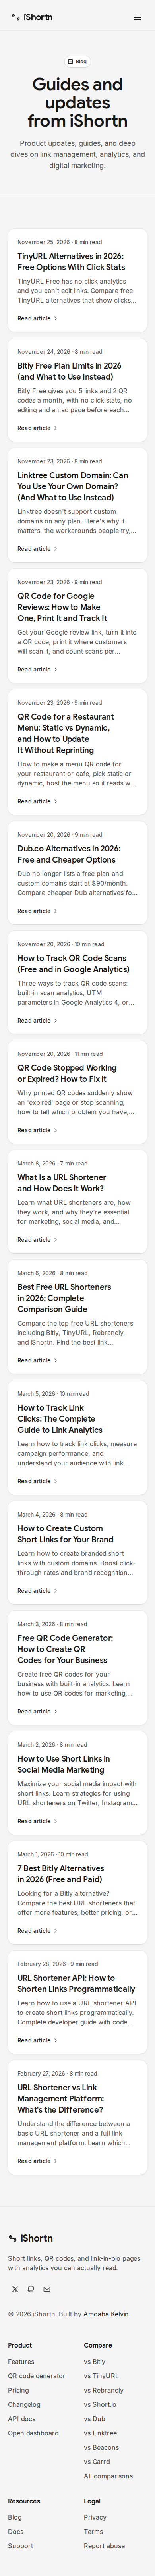 iShortn
Blog
Guides and
updates
from iShortn
Product updates, guides, and deep
dives on link management, analytics, and
digital marketing.
November 25, 2026 · 8 min read
TinyURL Alternatives in 2026:
Free Options With Click Stats
TinyURL Free has no click analytics
and you can't edit links. Compare free
TinyURL alternatives that show clicks...
Read article
November 24, 2026 · 8 min read
Bitly Free Plan Limits in 2026
(and What to Use Instead)
Bitly Free gives you 5 links and 2 QR
codes a month, with no click stats, no
editing and an ad page before each...
Read article
November 23, 2026 · 8 min read
Linktree Custom Domain: Can
You Use Your Own Domain?
(And What to Use Instead)
Linktree doesn't support custom
domains on any plan. Here's why it
matters, the workarounds people try,...
Read article
November 23, 2026 · 9 min read
QR Code for Google
Reviews: How to Make
One, Print It and Track It
Get your Google review link, turn it into
a QR code, print it where customers
will scan it, and count scans per...
Read article
November 23, 2026 · 9 min read
QR Code for a Restaurant
Menu: Static vs Dynamic,
and How to Update
It Without Reprinting
How to make a menu QR code for
your restaurant or cafe, pick static or
dynamic, host the menu so it reads w...
Read article
November 20, 2026 · 9 min read
Dub.co Alternatives in 2026:
Free and Cheaper Options
Dub no longer lists a free plan and
custom domains start at $90/month.
Compare cheaper Dub alternatives fo...
Read article
November 20, 2026 · 10 min read
How to Track QR Code Scans
(Free and in Google Analytics)
Three ways to track QR code scans:
built-in scan analytics, UTM
parameters in Google Analytics 4, or...
Read article
November 20, 2026 · 11 min read
QR Code Stopped Working
or Expired? How to Fix It
Why printed QR codes suddenly show
an 'expired' page or stop scanning,
how to tell which problem you have,...
Read article
March 8, 2026 · 7 min read
What Is a URL Shortener
and How Does It Work?
Learn what URL shorteners are, how
they work, and why they're essential
for marketing, social media, and...
Read article
March 6, 2026 · 8 min read
Best Free URL Shorteners
in 2026: Complete
Comparison Guide
Compare the top free URL shorteners
including Bitly, TinyURL, Rebrandly,
and iShortn. Find the best link...
Read article
March 5, 2026 · 10 min read
How to Track Link
Clicks: The Complete
Guide to Link Analytics
Learn how to track link clicks, measure
campaign performance, and
understand your audience with link...
Read article
March 4, 2026 · 8 min read
How to Create Custom
Short Links for Your Brand
Learn how to create branded short
links with custom domains. Boost click-
through rates and brand recognition...
Read article
March 3, 2026 · 8 min read
Free QR Code Generator:
How to Create QR
Codes for Your Business
Create free QR codes for your
business with built-in analytics. Learn
how to use QR codes for marketing,...
Read article
March 2, 2026 · 8 min read
How to Use Short Links in
Social Media Marketing
Maximize your social media impact with
short links. Learn strategies for using
URL shorteners on Twitter, Instagram...
Read article
March 1, 2026 · 10 min read
7 Best Bitly Alternatives
in 2026 (Free and Paid)
Looking for a Bitly alternative?
Compare the best URL shorteners that
offer more features, better pricing, or...
Read article
February 28, 2026 · 9 min read
URL Shortener API: How to
Shorten Links Programmatically
Learn how to use a URL shortener API
to create short links programmatically.
Complete developer guide with code...
Read article
February 27, 2026 · 8 min read
URL Shortener vs Link
Management Platform:
What's the Difference?
Understand the difference between a
basic URL shortener and a full link
management platform. Learn which...
Read article
iShortn
Short links, QR codes, and link-in-bio pages
with analytics you can actually read.
© 2026 iShortn. Built by Amoaba Kelvin.
Product
Features
QR code generator
Pricing
Changelog
API docs
Open dashboard
Compare
vs Bitly
vs TinyURL
vs Rebrandly
vs Short.io
vs Dub
vs Linktree
vs Beacons
vs Carrd
All comparisons
Resources
Blog
Docs
Support
Legal
Privacy
Terms
Report abuse